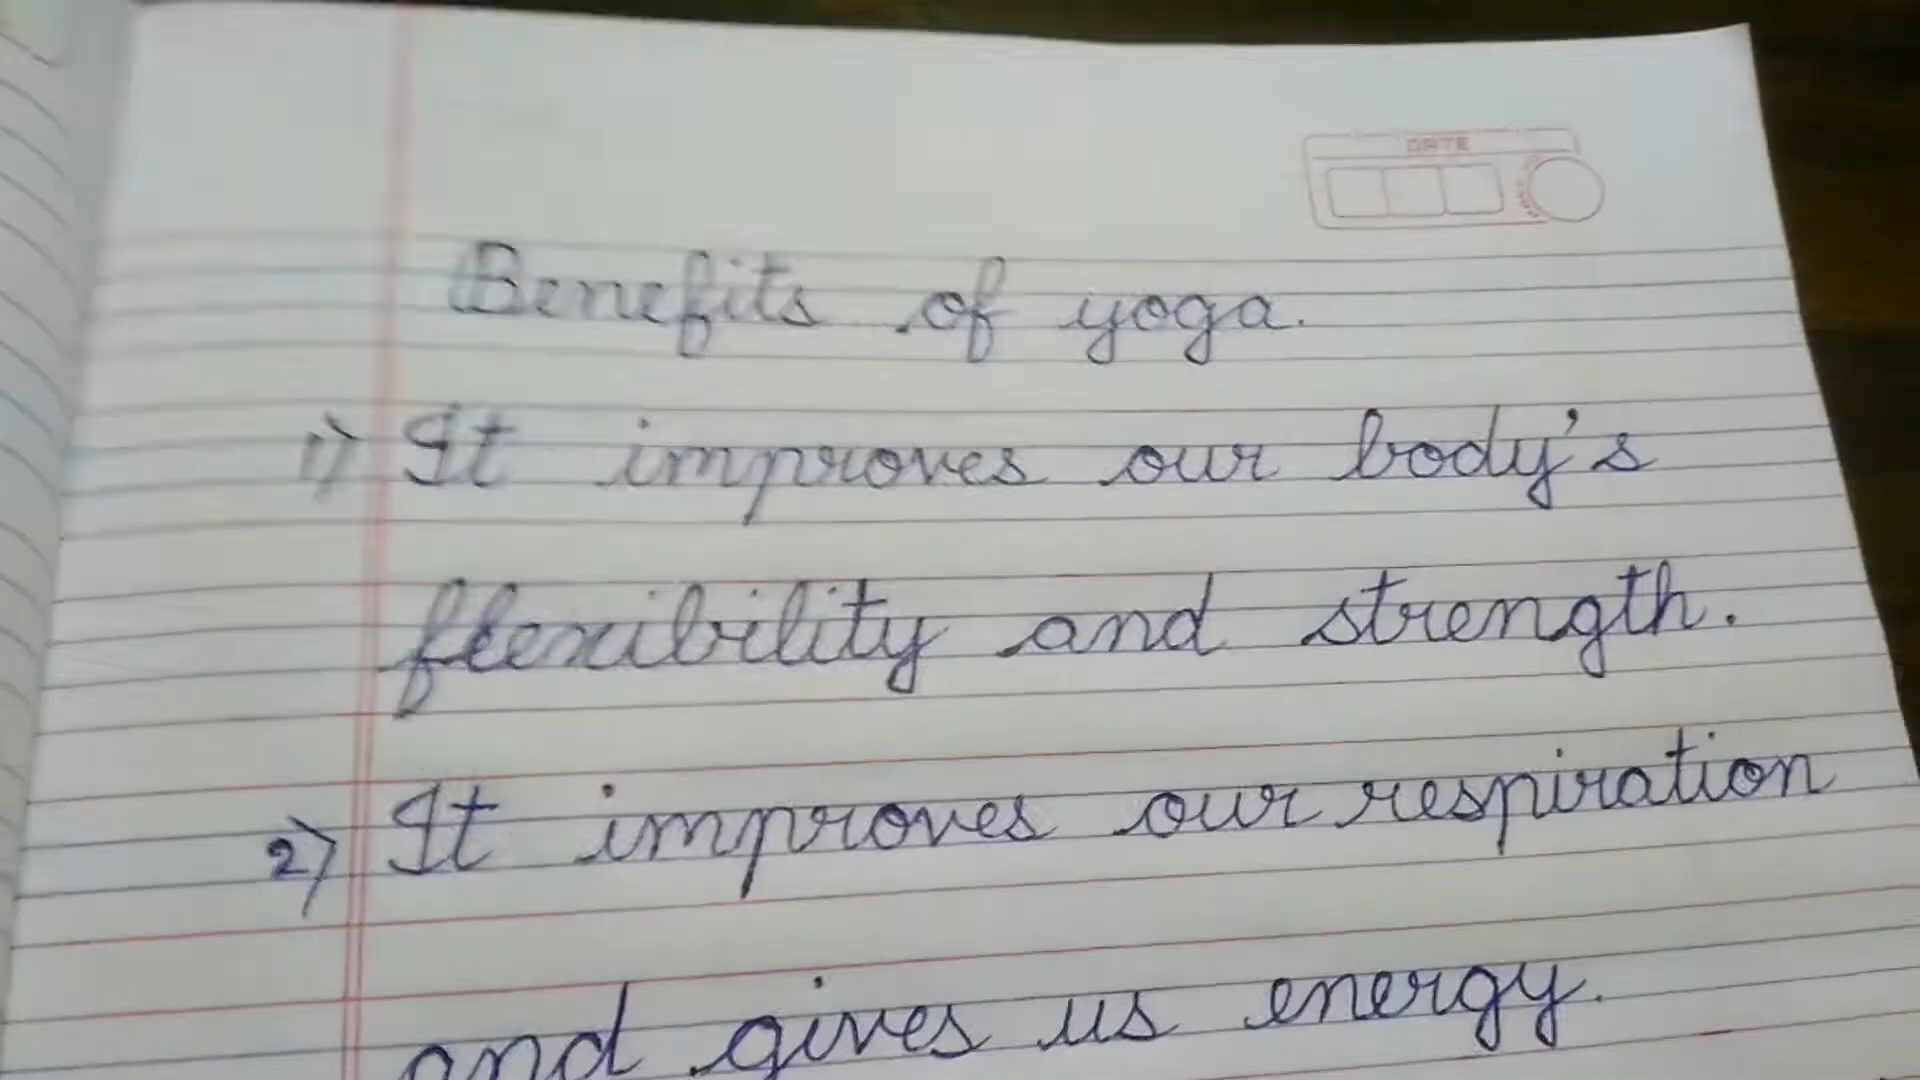 DATE
Benefits of yoga.
1) It improves our body's
flexibility and strength.
2) It improves our respiration
and gives us energy.